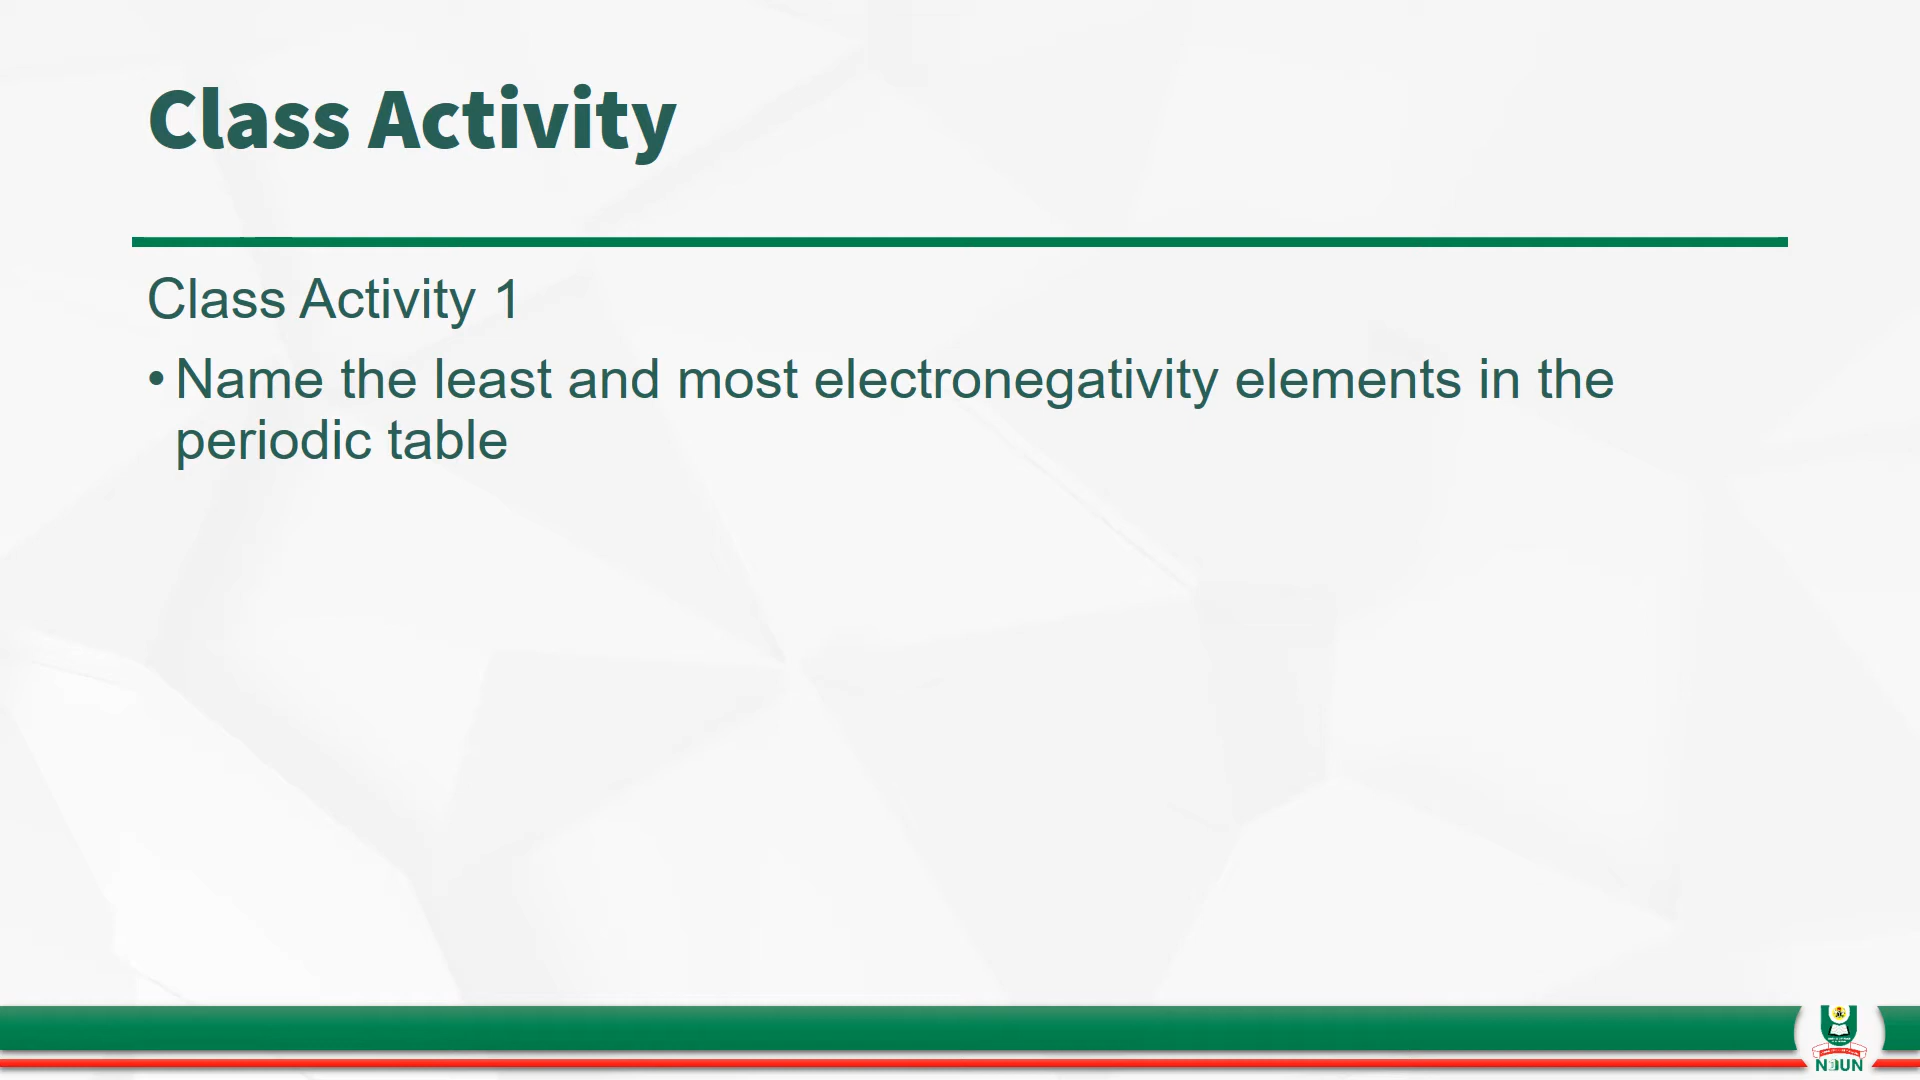 Class Activity
Class Activity 1
• Name the least and most electronegativity elements in the
periodic table
NOUN